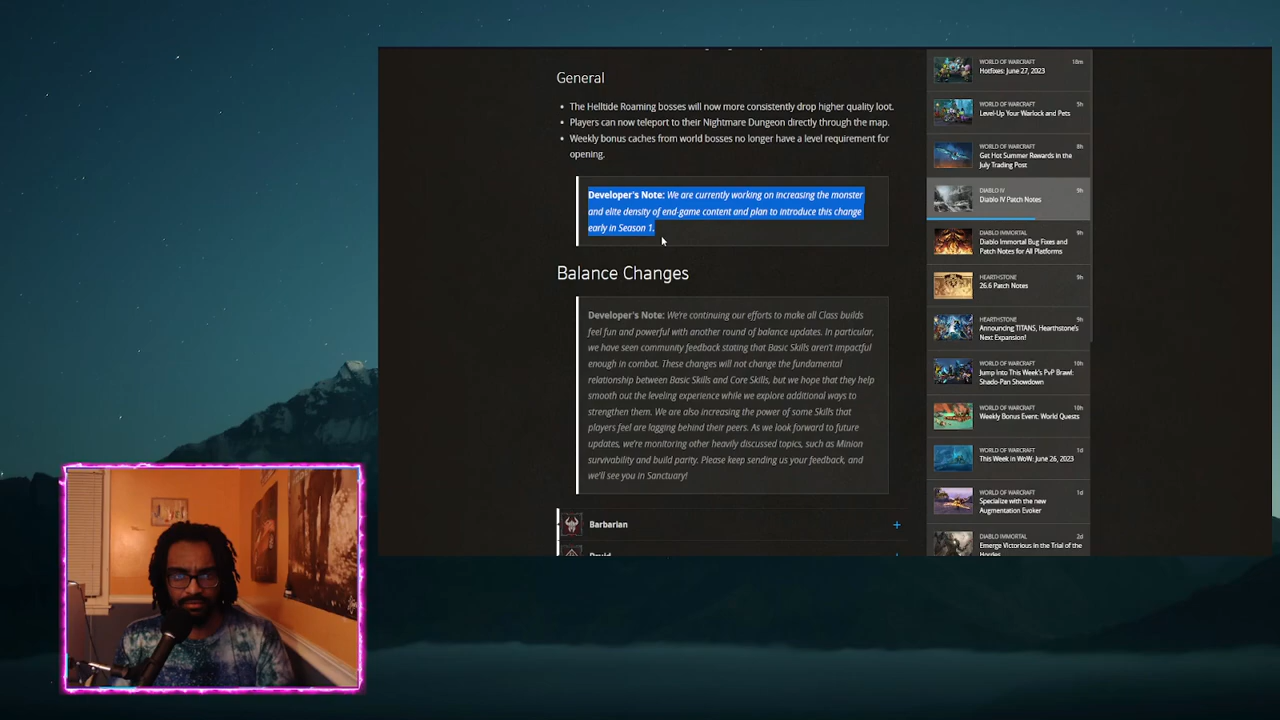 General
• The Helltide Roaming bosses will now more consistently drop higher quality loot.
• Players can now teleport to their Nightmare Dungeon directly through the map.
• Weekly bonus caches from world bosses no longer have a level requirement for
opening.
Developer's Note: We are currently working on increasing the monster
and elite density of end-game content and plan to introduce this change
early in Season 1.
Balance Changes
Developer's Note: We're continuing our efforts to make all Class builds
feel fun and powerful with another round of balance updates. In particular,
we have seen community feedback stating that Basic Skills aren't impactful
enough in combat. These changes will not change the fundamental
relationship between Basic Skills and Core Skills, but we hope that they help
smooth out the leveling experience while we explore additional ways to
strengthen them. We are also increasing the power of some Skills that
players feel are lagging behind their peers. As we look forward to future
updates, we're monitoring other heavily discussed topics, such as Minion
survivability and build parity. Please keep sending us your feedback, and
we'll see you in Sanctuary!
Barbarian +
Druid
WORLD OF WARCRAFT 18m
Hotfixes: June 27, 2023
WORLD OF WARCRAFT 5h
Level-Up Your Warlock and Pets
WORLD OF WARCRAFT 8h
Get Hot Summer Rewards in the
July Trading Post
DIABLO IV 9h
Diablo IV Patch Notes
DIABLO IMMORTAL 9h
Diablo Immortal Bug Fixes and
Patch Notes for All Platforms
HEARTHSTONE 9h
26.6 Patch Notes
HEARTHSTONE 9h
Announcing TITANS, Hearthstone's
Next Expansion!
WORLD OF WARCRAFT 10h
Jump Into This Week's PvP Brawl:
Shado-Pan Showdown
WORLD OF WARCRAFT 10h
Weekly Bonus Event: World Quests
WORLD OF WARCRAFT 1d
This Week in WoW: June 26, 2023
WORLD OF WARCRAFT 1d
Specialize with the new
Augmentation Evoker
DIABLO IMMORTAL 2d
Emerge Victorious in the Trial of the
Hordes